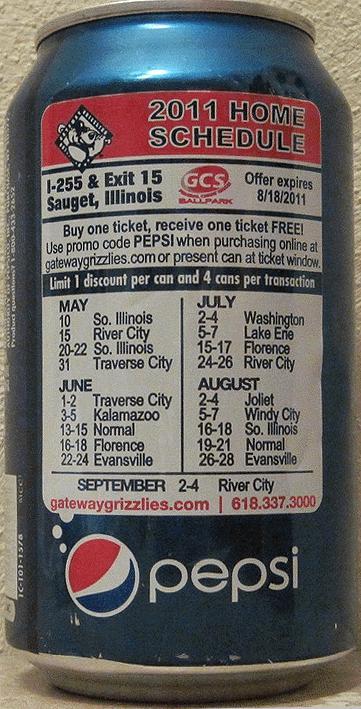 2011 HOME
SCHEDULE
I-255 & Exit 15
Sauget, Illinois
GCS
BALLPARK
Offer expires
8/18/2011
Buy one ticket, receive one ticket FREE!
Use promo code PEPSI when purchasing online at
gatewaygrizzlies.com or present can at ticket window.
Limit 1 discount per can and 4 cans per transaction
MAY
10 So. Illinois
15 River City
20-22 So. Illinois
31 Traverse City
JUNE
1-2 Traverse City
3-5 Kalamazoo
13-15 Normal
16-18 Florence
22-24 Evansville
JULY
2-4 Washington
5-7 Lake Erie
15-17 Florence
24-26 River City
AUGUST
2-4 Joliet
5-7 Windy City
16-18 So. Illinois
19-21 Normal
26-28 Evansville
SEPTEMBER 2-4 River City
gatewaygrizzlies.com | 618.337.3000
pepsi